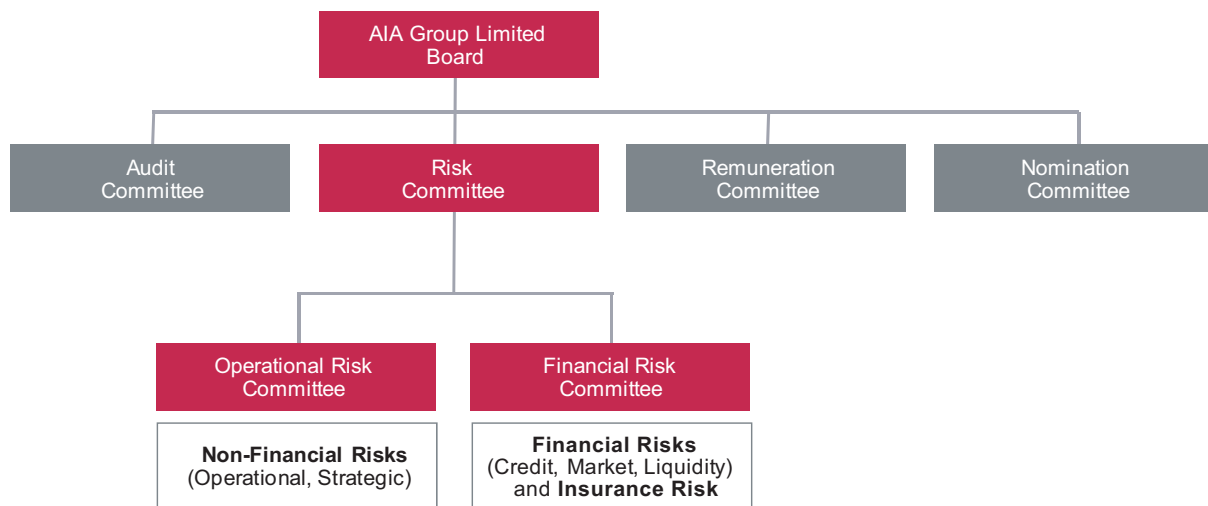 AIA Group Limited
Board
Audit
Committee
Risk
Committee
Remuneration
Committee
Nomination
Committee
Operational Risk
Committee
Financial Risk
Committee
Non-Financial Risks
(Operational, Strategic)
Financial Risks
(Credit, Market, Liquidity)
and Insurance Risk